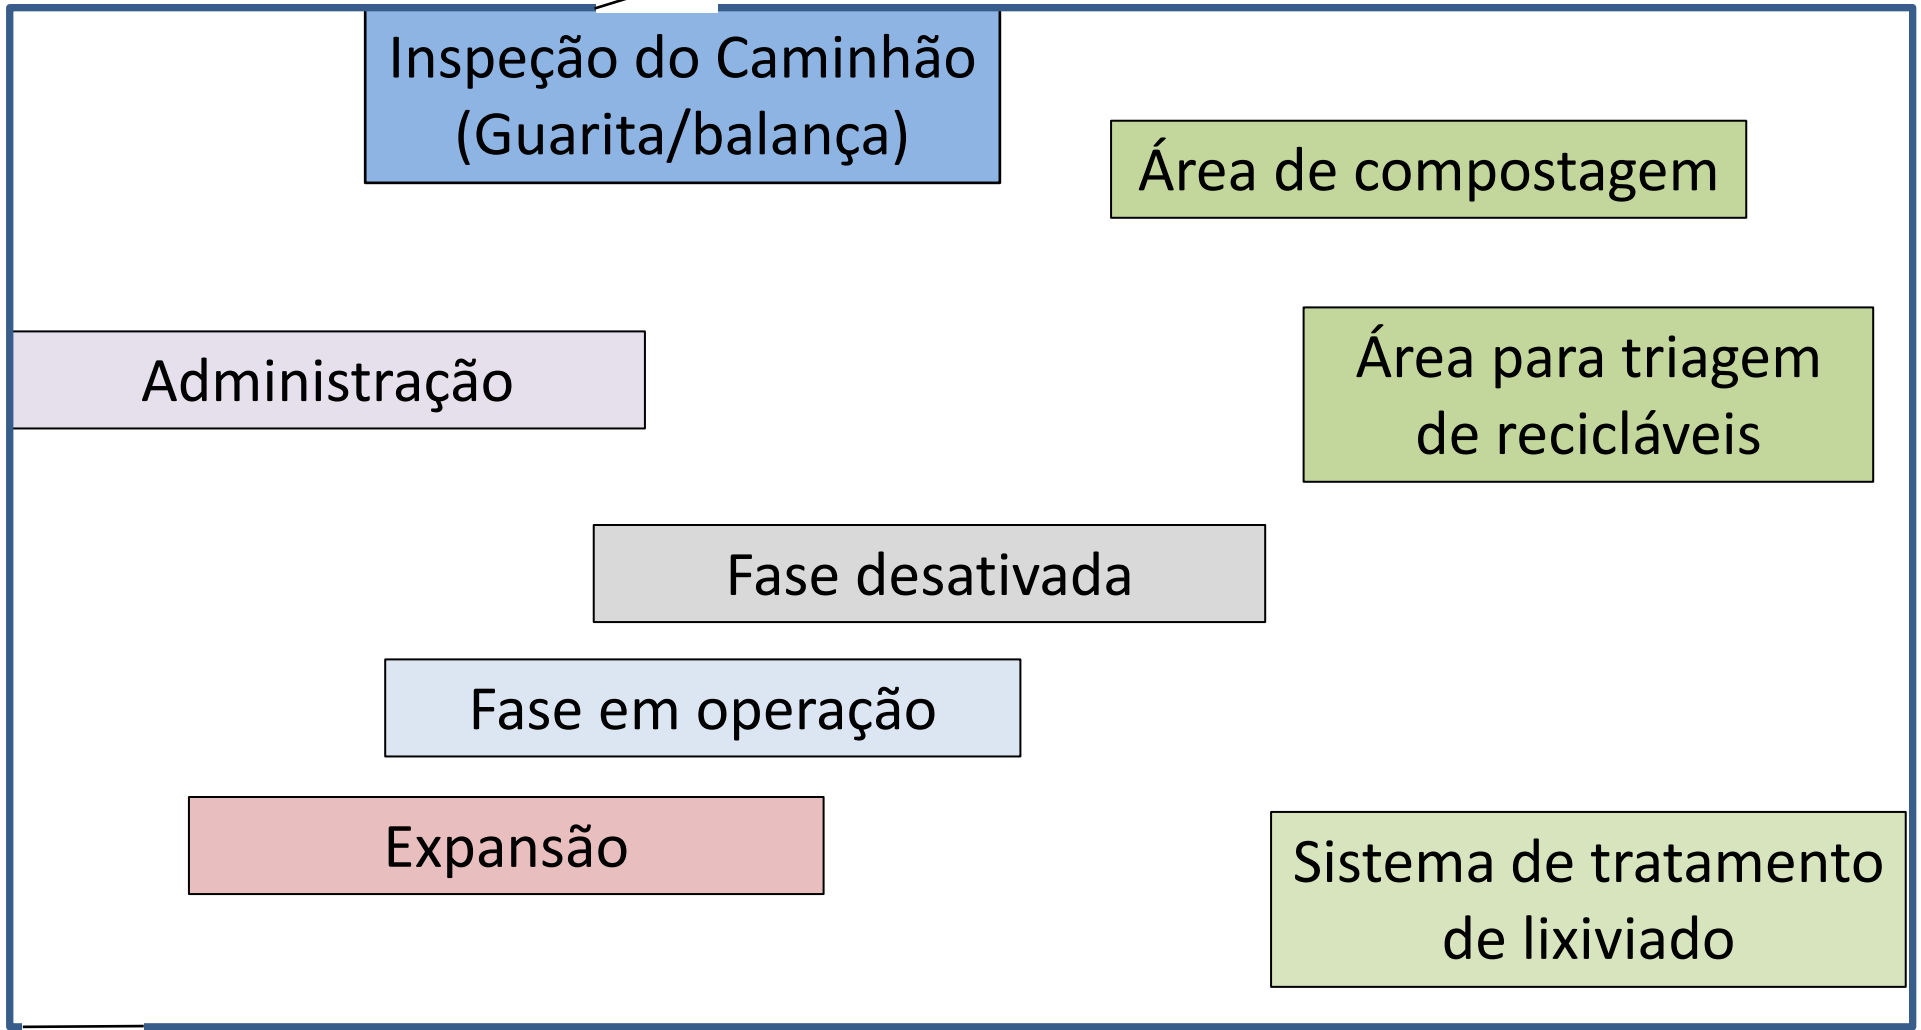 Inspeção do Caminhão
(Guarita/balança)
Área de compostagem
Administração
Área para triagem
de recicláveis
Fase desativada
Fase em operação
Expansão
Sistema de tratamento
de lixiviado